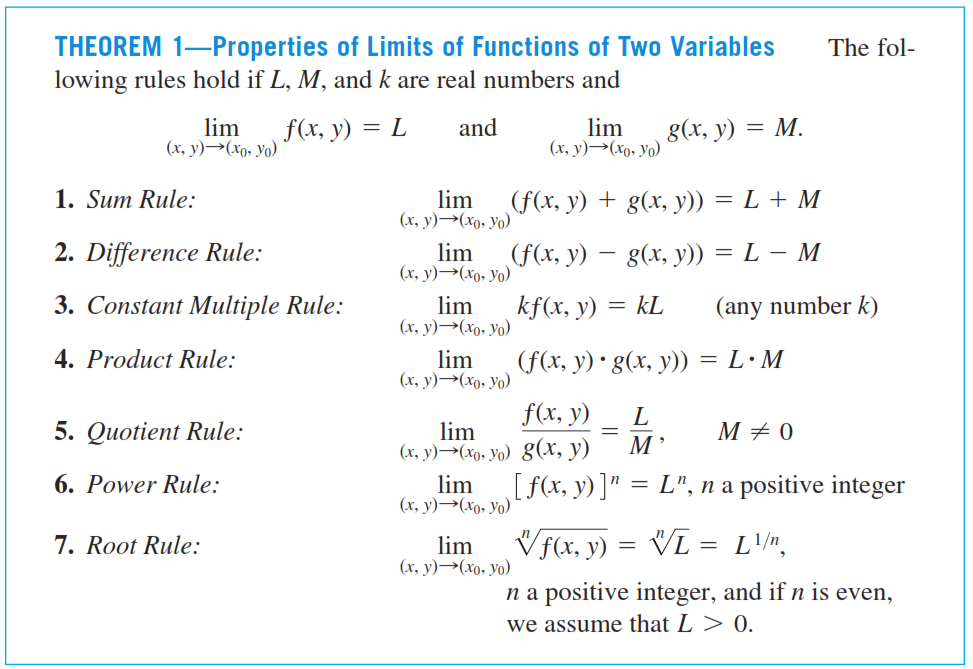 THEOREM 1—Properties of Limits of Functions of Two Variables The fol-
lowing rules hold if L, M, and k are real numbers and
lim f(x, y) = L and lim g(x, y) = M.
(x, y)→(x₀, y₀) (x, y)→(x₀, y₀)
1. Sum Rule: lim (f(x, y) + g(x, y)) = L + M
(x, y)→(x₀, y₀)
2. Difference Rule: lim (f(x, y) − g(x, y)) = L − M
(x, y)→(x₀, y₀)
3. Constant Multiple Rule: lim kf(x, y) = kL (any number k)
(x, y)→(x₀, y₀)
4. Product Rule: lim (f(x, y) · g(x, y)) = L · M
(x, y)→(x₀, y₀)
5. Quotient Rule: lim f(x, y)/g(x, y) = L/M, M ≠ 0
(x, y)→(x₀, y₀)
6. Power Rule: lim [f(x, y)]ⁿ = Lⁿ, n a positive integer
(x, y)→(x₀, y₀)
7. Root Rule: lim ⁿ√f(x, y) = ⁿ√L = L¹/ⁿ,
(x, y)→(x₀, y₀)
n a positive integer, and if n is even,
we assume that L > 0.